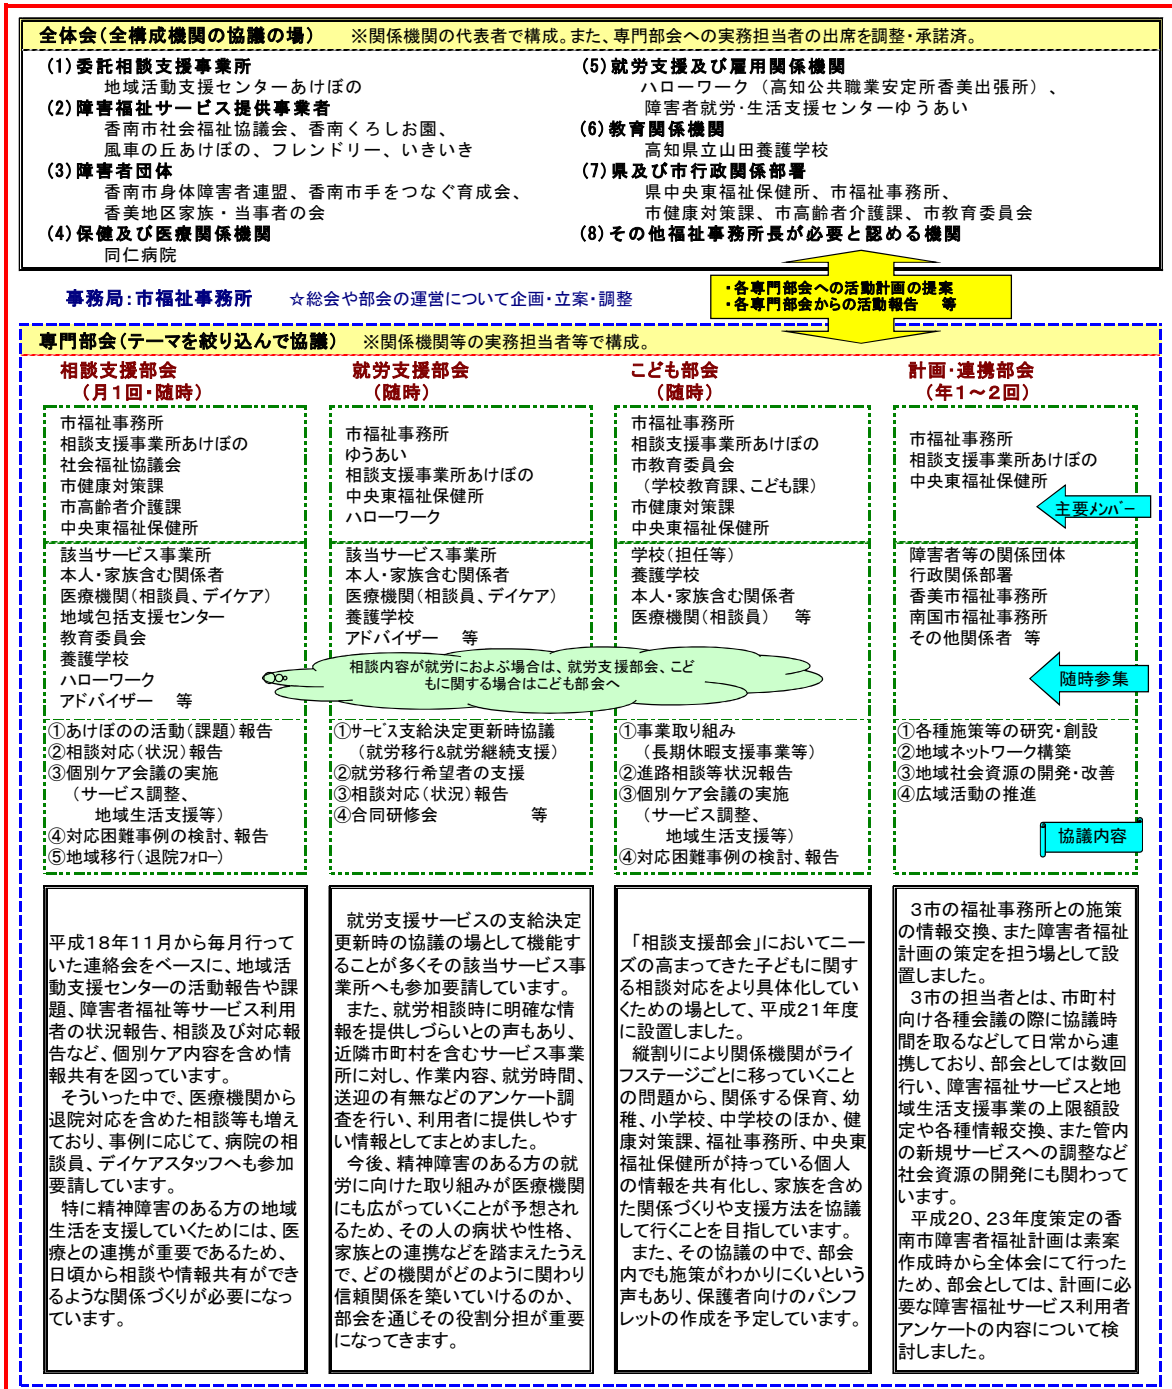 全体会(全構成機関の協議の場)　※関係機関の代表者で構成。また、専門部会への実務担当者の出席を調整・承諾済。
(1)委託相談支援事業所
地域活動支援センターあけぼの
(2)障害福祉サービス提供事業者
香南市社会福祉協議会、香南くろしお園、
風車の丘あけぼの、フレンドリー、いきいき
(3)障害者団体
香南市身体障害者連盟、香南市手をつなぐ育成会、
香美地区家族・当事者の会
(4)保健及び医療関係機関
同仁病院
(5)就労支援及び雇用関係機関
ハローワーク（高知公共職業安定所香美出張所）、
障害者就労・生活支援センターゆうあい
(6)教育関係機関
高知県立山田養護学校
(7)県及び市行政関係部署
県中央東福祉保健所、市福祉事務所、
市健康対策課、市高齢者介護課、市教育委員会
(8)その他福祉事務所長が必要と認める機関
事務局:市福祉事務所　☆総会や部会の運営について企画・立案・調整
・各専門部会への活動計画の提案
・各専門部会からの活動報告　等
専門部会(テーマを絞り込んで協議)　※関係機関等の実務担当者等で構成。
相談支援部会
(月1回・随時)
市福祉事務所
相談支援事業所あけぼの
社会福祉協議会
市健康対策課
市高齢者介護課
中央東福祉保健所
該当サービス事業所
本人・家族含む関係者
医療機関(相談員、デイケア)
地域包括支援センター
教育委員会
養護学校
ハローワーク
アドバイザー　等
①あけぼのの活動(課題)報告
②相談対応(状況)報告
③個別ケア会議の実施
(サービス調整、
地域生活支援等)
④対応困難事例の検討、報告
⑤地域移行(退院ﾌｫﾛｰ)
就労支援部会
(随時)
市福祉事務所
ゆうあい
相談支援事業所あけぼの
中央東福祉保健所
ハローワーク
該当サービス事業所
本人・家族含む関係者
医療機関(相談員、デイケア)
養護学校
アドバイザー　等
①ｻｰﾋﾞｽ支給決定更新時協議
(就労移行&就労継続支援)
②就労移行希望者の支援
③相談対応(状況)報告
④合同研修会　等
こども部会
(随時)
市福祉事務所
相談支援事業所あけぼの
市教育委員会
(学校教育課、こども課)
市健康対策課
中央東福祉保健所
学校(担任等)
養護学校
本人・家族含む関係者
医療機関(相談員)　等
①事業取り組み
(長期休暇支援事業等)
②進路相談等状況報告
③個別ケア会議の実施
(サービス調整、
地域生活支援等)
④対応困難事例の検討、報告
計画・連携部会
(年1～2回)
市福祉事務所
相談支援事業所あけぼの
中央東福祉保健所
主要ﾒﾝﾊﾞｰ
障害者等の関係団体
行政関係部署
香美市福祉事務所
南国市福祉事務所
その他関係者　等
随時参集
①各種施策等の研究・創設
②地域ネットワーク構築
③地域社会資源の開発・改善
④広域活動の推進
協議内容
相談内容が就労におよぶ場合は、就労支援部会、こど
もに関する場合はこども部会へ
平成18年11月から毎月行って
いた連絡会をベースに、地域活
動支援センターの活動報告や課
題、障害者福祉等サービス利用
者の状況報告、相談及び対応報
告など、個別ケア内容を含め情
報共有を図っています。
そういった中で、医療機関から
退院対応を含めた相談等も増え
ており、事例に応じて、病院の相
談員、デイケアスタッフへも参加
要請しています。
特に精神障害のある方の地域
生活を支援していくためには、医
療との連携が重要であるため、
日頃から相談や情報共有ができ
るような関係づくりが必要になっ
ています。
就労支援サービスの支給決定
更新時の協議の場として機能す
ることが多くその該当サービス事
業所へも参加要請しています。
また、就労相談時に明確な情
報を提供しづらいとの声もあり、
近隣市町村を含むサービス事業
所に対し、作業内容、就労時間、
送迎の有無などのアンケート調
査を行い、利用者に提供しやす
い情報としてまとめました。
今後、精神障害のある方の就
労に向けた取り組みが医療機関
にも広がっていくことが予想され
るため、その人の病状や性格、
家族との連携などを踏まえたうえ
で、どの機関がどのように関わり
信頼関係を築いていけるのか、
部会を通じその役割分担が重要
になってきます。
「相談支援部会」においてニー
ズの高まってきた子どもに関す
る相談対応をより具体化してい
くための場として、平成21年度
に設置しました。
縦割りにより関係機関がライ
フステージごとに移っていくこと
の問題から、関係する保育、幼
稚、小学校、中学校のほか、健
康対策課、福祉事務所、中央東
福祉保健所が持っている個人
の情報を共有化し、家族を含め
た関係づくりや支援方法を協議
して行くことを目指しています。
また、その協議の中で、部会
内でも施策がわかりにくいという
声もあり、保護者向けのパンフ
レットの作成を予定しています。
3市の福祉事務所との施策
の情報交換、また障害者福祉
計画の策定を担う場として設
置しました。
3市の担当者とは、市町村
向け各種会議の際に協議時
間を取るなどして日常から連
携しており、部会としては数回
行い、障害福祉サービスと地
域生活支援事業の上限額設
定や各種情報交換、また管内
の新規サービスへの調整など
社会資源の開発にも関わって
います。
平成20、23年度策定の香
南市障害者福祉計画は素案
作成時から全体会にて行った
ため、部会としては、計画に必
要な障害福祉サービス利用者
アンケートの内容について検
討しました。